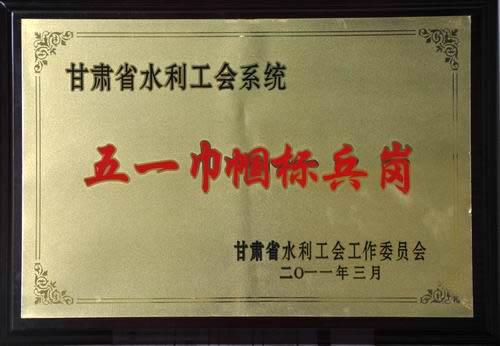 甘肃省水利工会系统
五一巾帼标兵岗
甘肃省水利工会工作委员会
二〇一一年三月